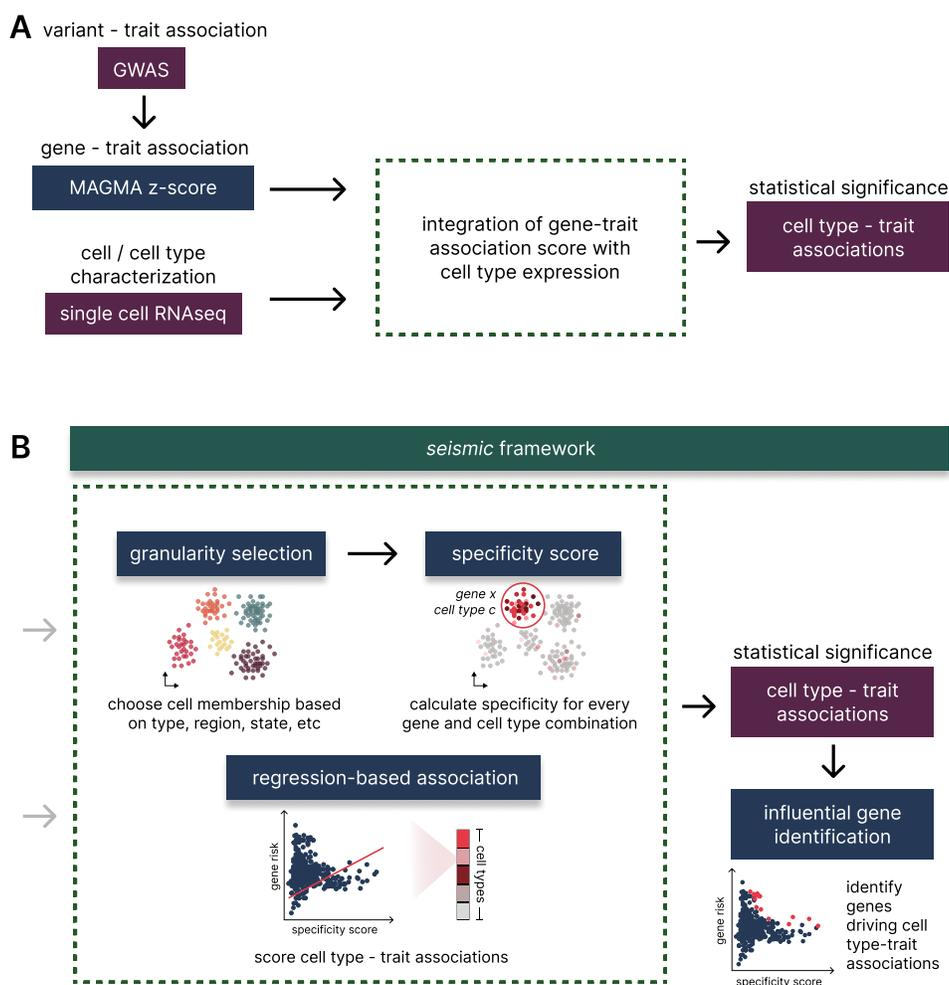 A
variant - trait association
GWAS
gene - trait association
MAGMA z-score
cell / cell type
characterization
single cell RNAseq
integration of gene-trait
association score with
cell type expression
statistical significance
cell type - trait
associations
B
seismic framework
granularity selection
specificity score
gene x
cell type c
choose cell membership based
on type, region, state, etc
calculate specificity for every
gene and cell type combination
regression-based association
gene risk
specificity score
cell types
score cell type - trait associations
statistical significance
cell type - trait
associations
influential gene
identification
gene risk
specificity score
identify
genes
driving cell
type-trait
associations